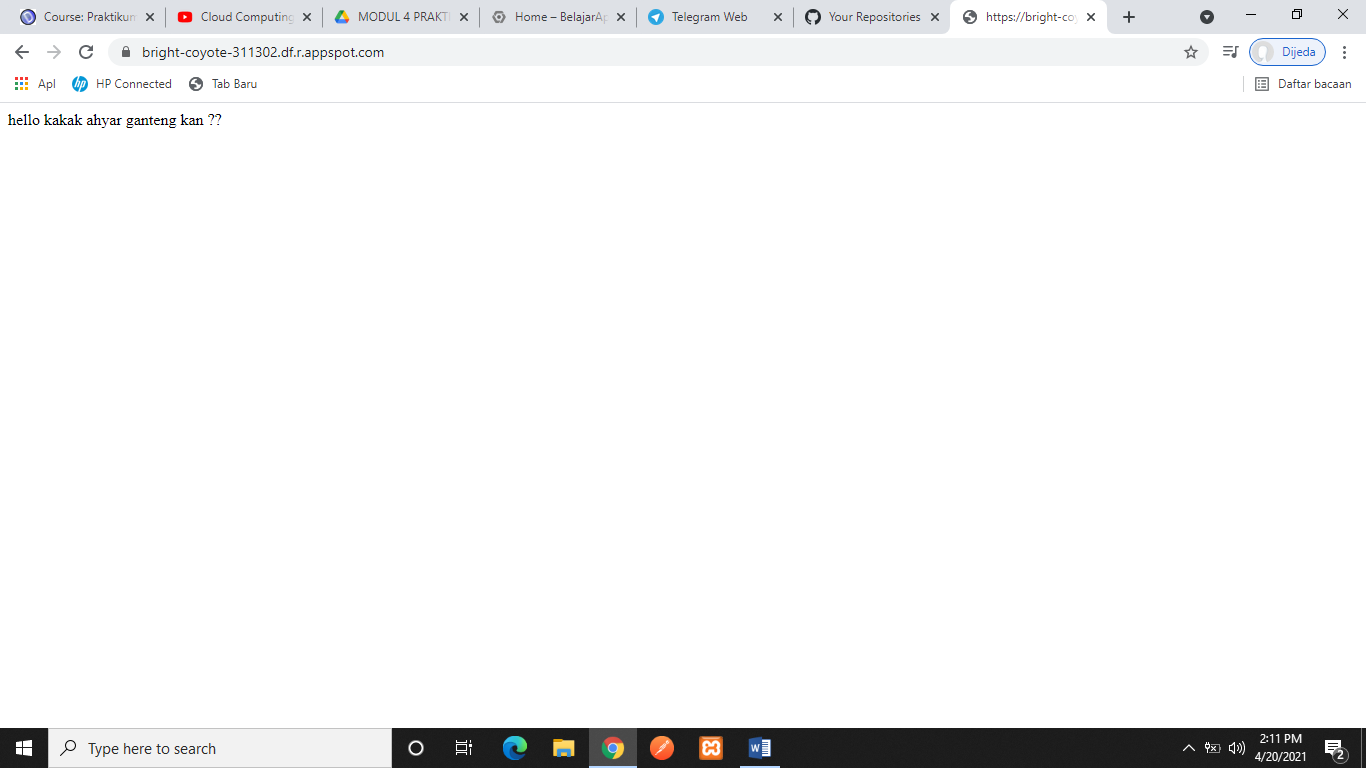 Course: Praktikum
Cloud Computing
MODUL 4 PRAKT
Home – BelajarAp
Telegram Web
Your Repositories
https://bright-co
bright-coyote-311302.df.r.appspot.com
Dijeda
Apl
HP Connected
Tab Baru
Daftar bacaan
hello kakak ahyar ganteng kan ??
Type here to search
2:11 PM
4/20/2021
2